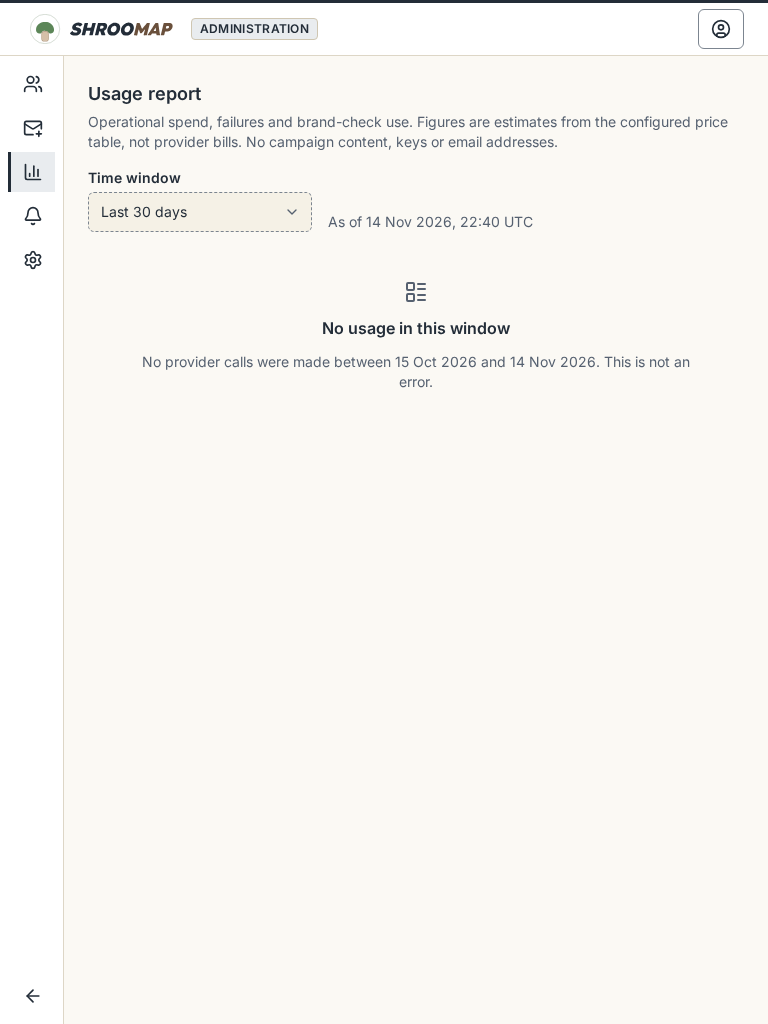 SHROOMAP
ADMINISTRATION
Usage report
Operational spend, failures and brand-check use. Figures are estimates from the configured price
table, not provider bills. No campaign content, keys or email addresses.
Time window
Last 30 days
As of 14 Nov 2026, 22:40 UTC
No usage in this window
No provider calls were made between 15 Oct 2026 and 14 Nov 2026. This is not an
error.